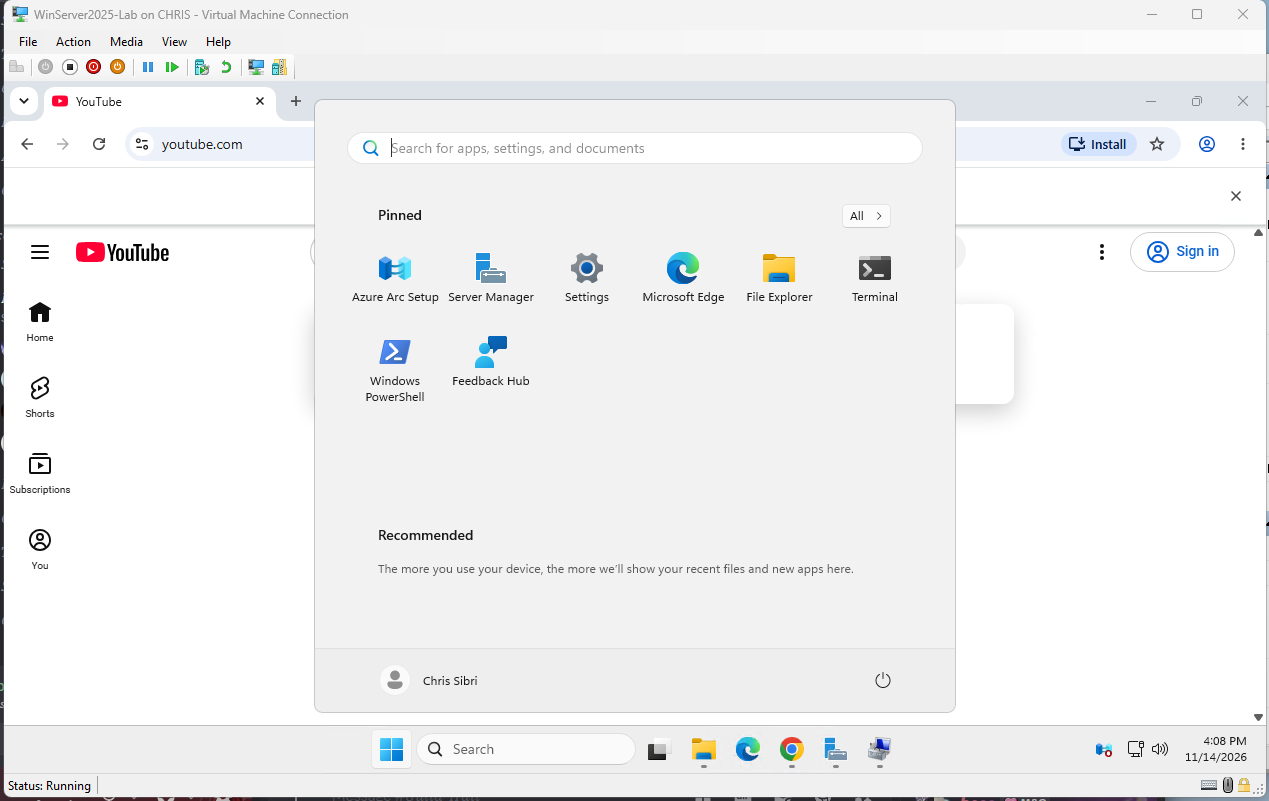 WinServer2025-Lab on CHRIS - Virtual Machine Connection
File Action Media View Help
YouTube
youtube.com
Install
Search for apps, settings, and documents
Pinned
All
YouTube
Sign in
Azure Arc Setup Server Manager Settings Microsoft Edge File Explorer Terminal
Home
Windows PowerShell
Feedback Hub
Shorts
Subscriptions
Recommended
The more you use your device, the more we'll show your recent files and new apps here.
You
Chris Sibri
Search
4:08 PM
11/14/2026
Status: Running